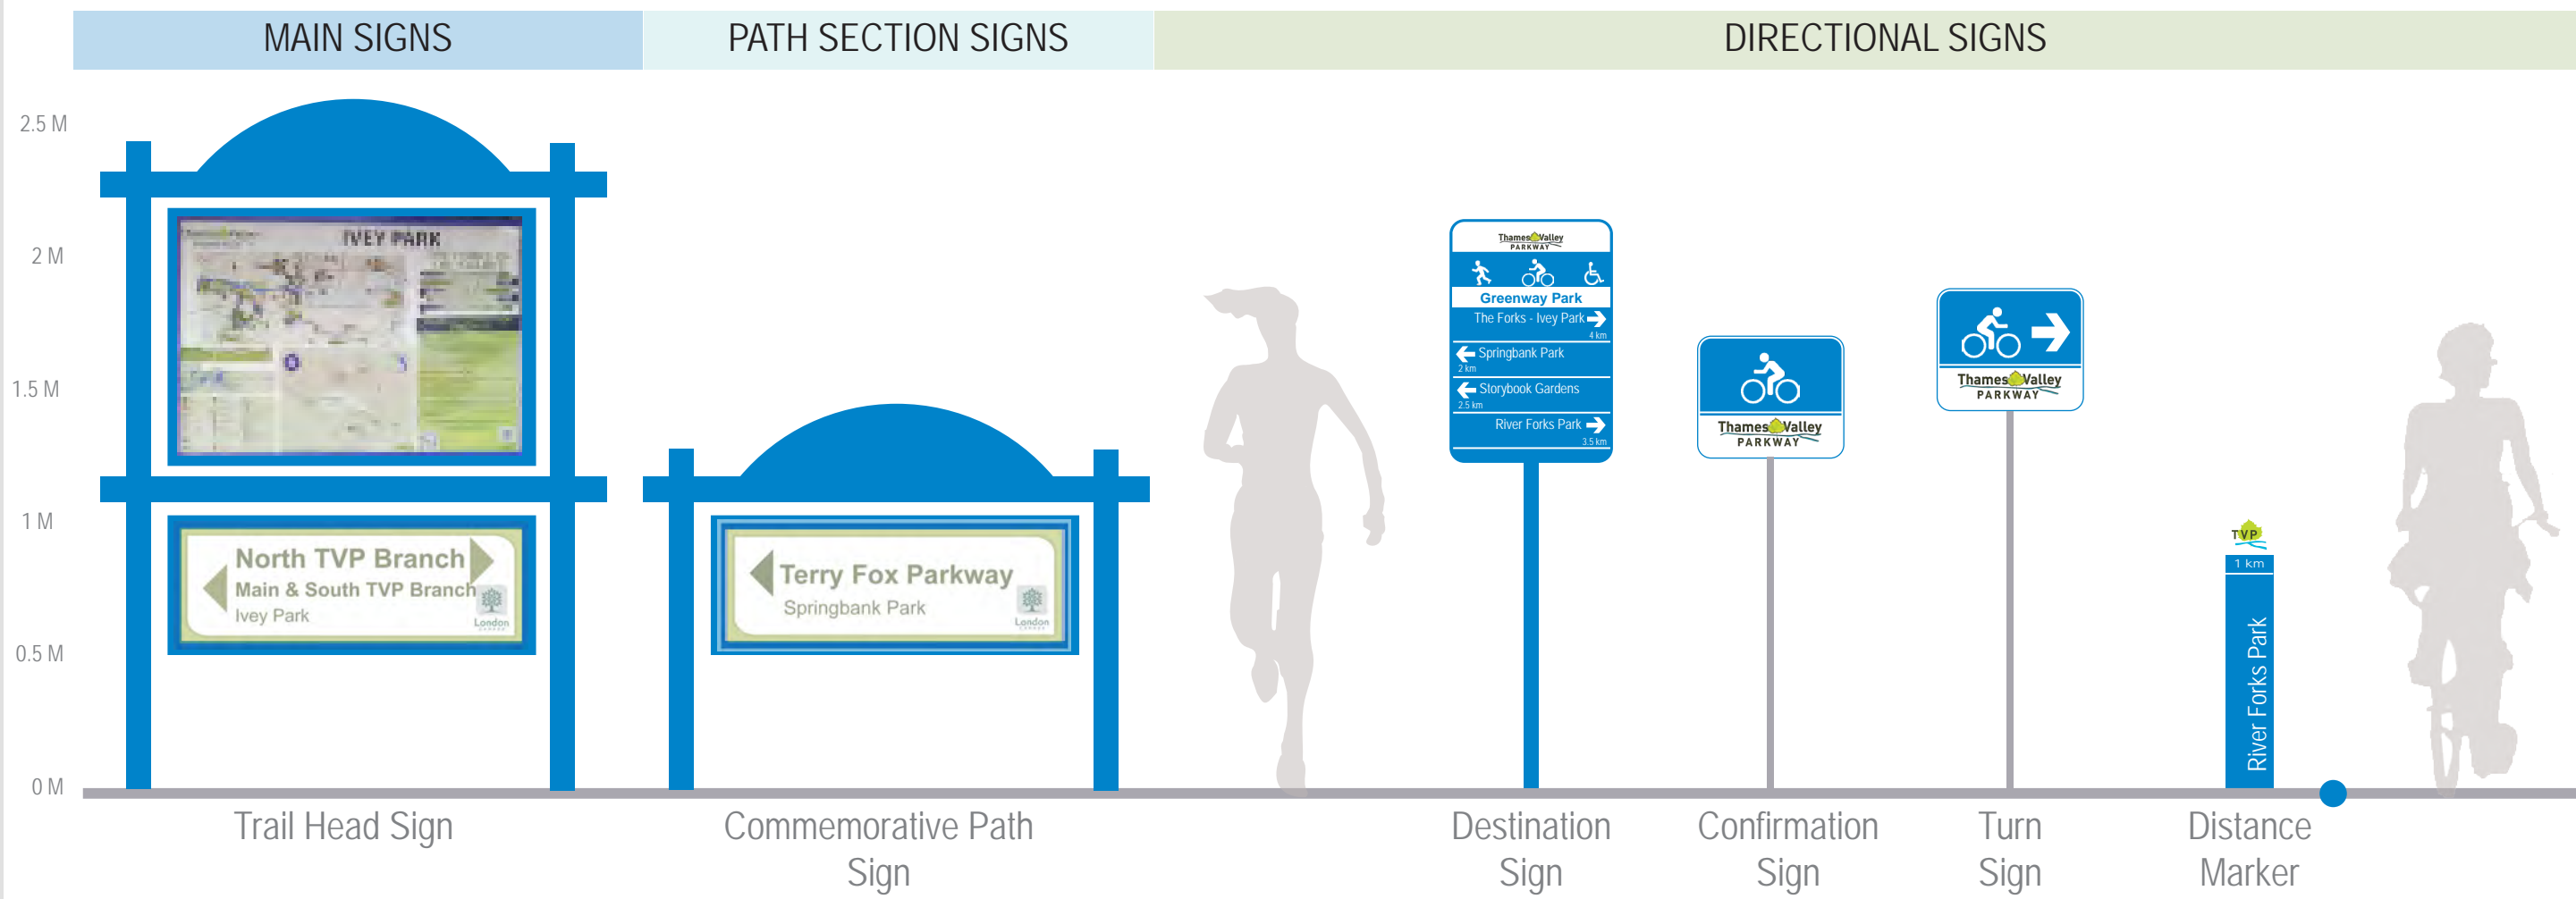 MAIN SIGNS
PATH SECTION SIGNS
DIRECTIONAL SIGNS
2.5 M
2 M
1.5 M
1 M
0.5 M
0 M
IVEY PARK
North TVP Branch
Main & South TVP Branch
Ivey Park
London
CANADA
Trail Head Sign
Terry Fox Parkway
Springbank Park
London
CANADA
Commemorative Path
Sign
Thames Valley
PARKWAY
Greenway Park
The Forks - Ivey Park
4 km
Springbank Park
2 km
Storybook Gardens
2.5 km
River Forks Park
3.5 km
Destination
Sign
Thames Valley
PARKWAY
Confirmation
Sign
Thames Valley
PARKWAY
Turn
Sign
TVP
1 km
River Forks Park
Distance
Marker